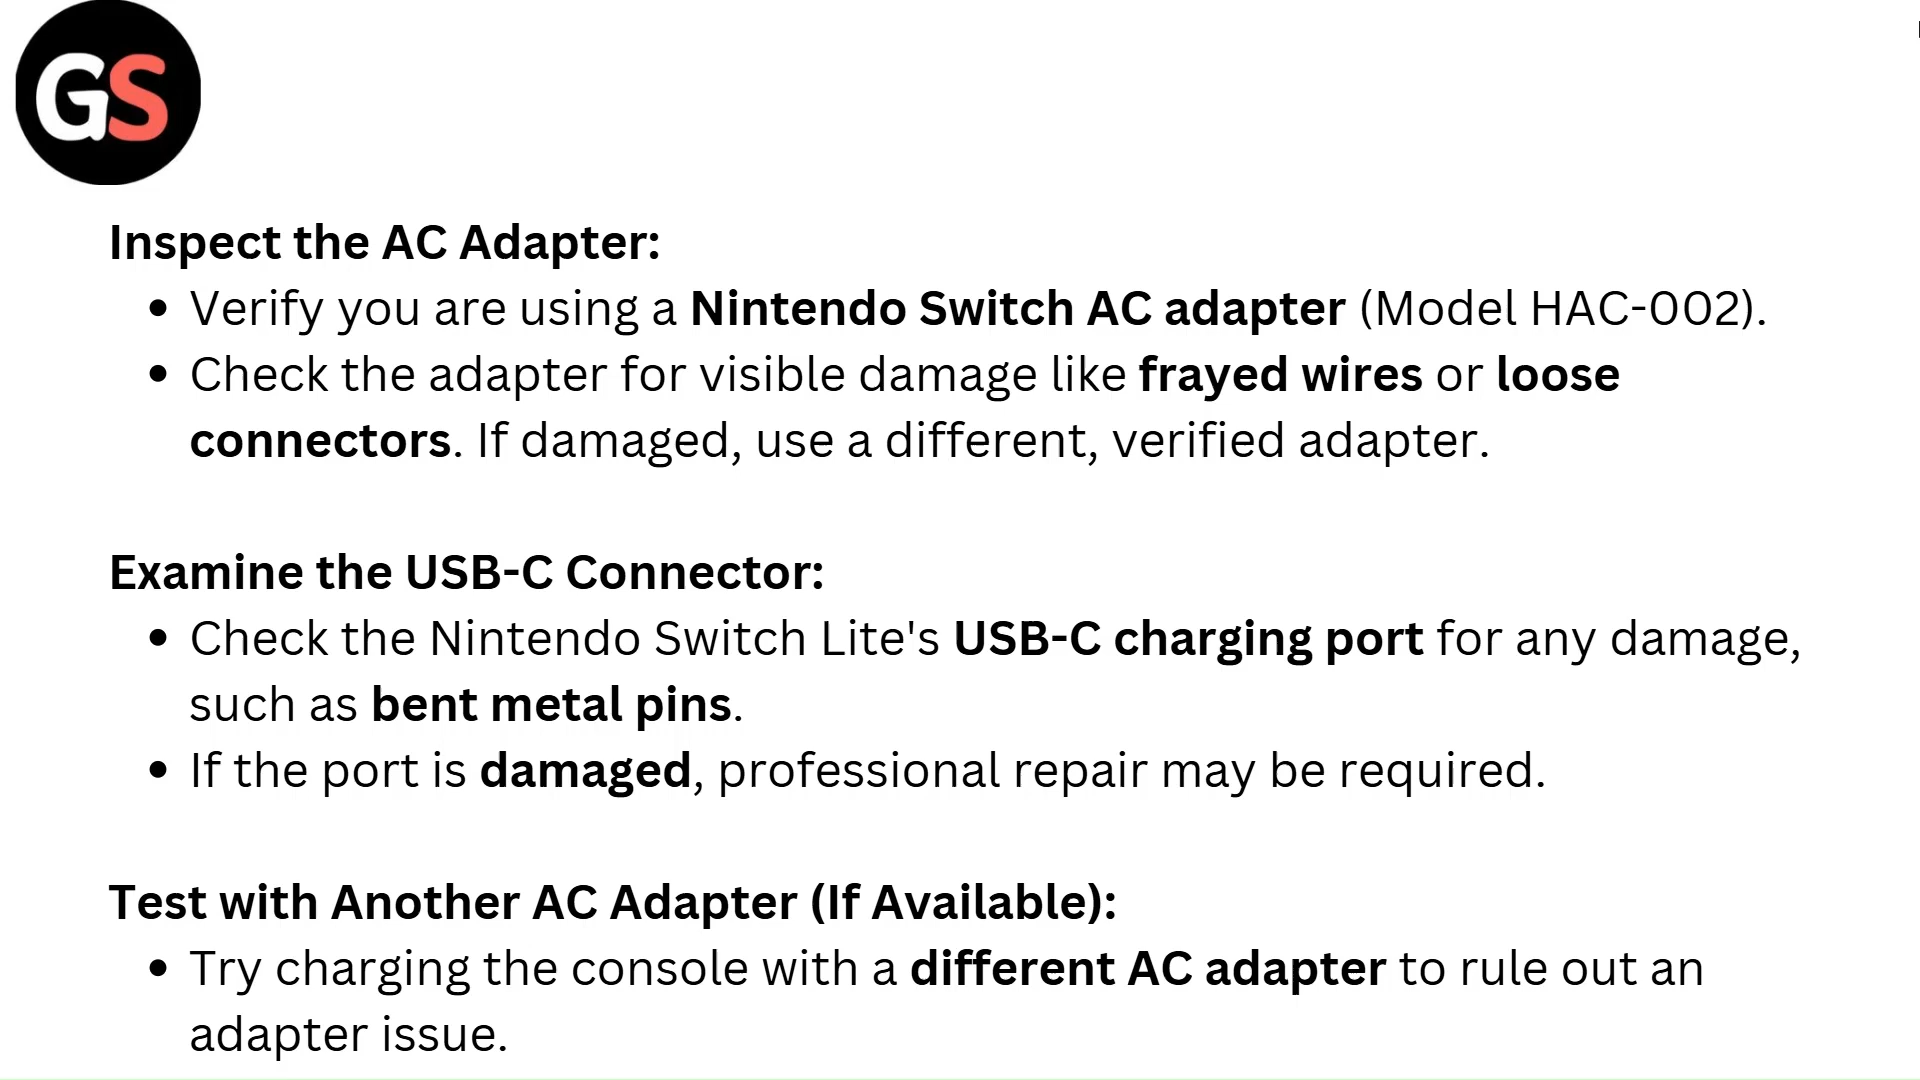 GS
Inspect the AC Adapter:
• Verify you are using a Nintendo Switch AC adapter (Model HAC-002).
• Check the adapter for visible damage like frayed wires or loose
connectors. If damaged, use a different, verified adapter.
Examine the USB-C Connector:
• Check the Nintendo Switch Lite's USB-C charging port for any damage,
such as bent metal pins.
• If the port is damaged, professional repair may be required.
Test with Another AC Adapter (If Available):
• Try charging the console with a different AC adapter to rule out an
adapter issue.